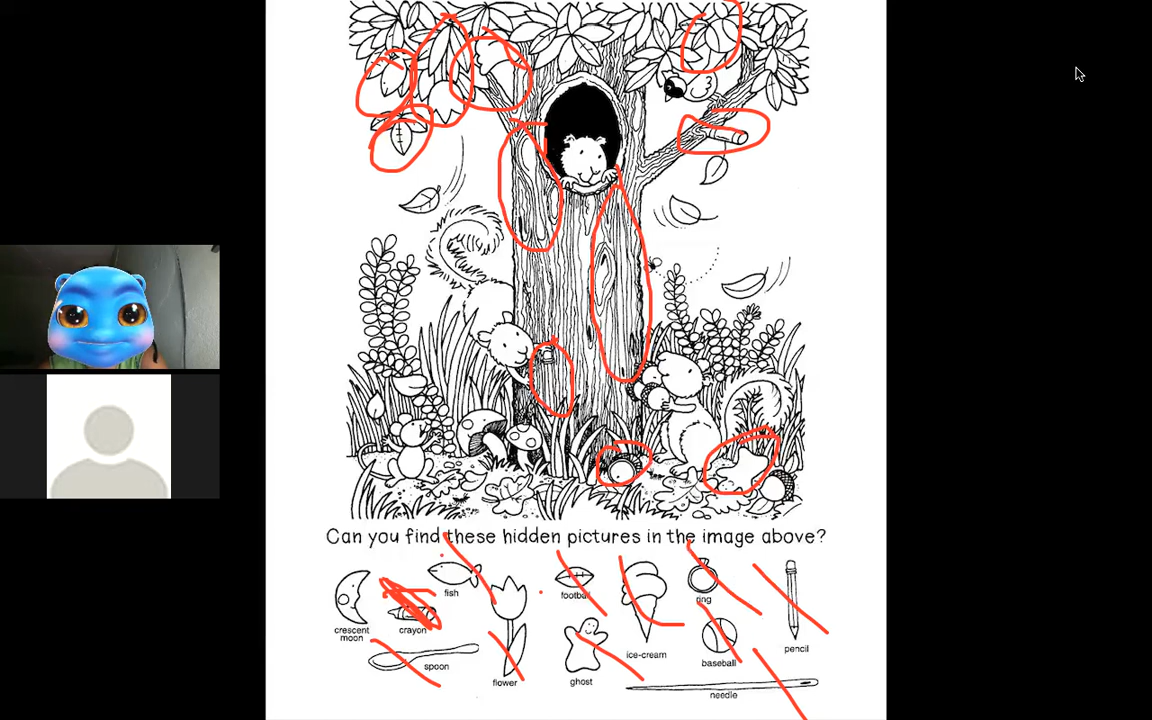 Can you find these hidden pictures in the image above?
crescent
moon
crayon
fish
spoon
flower
football
ghost
ice-cream
ring
baseball
needle
pencil